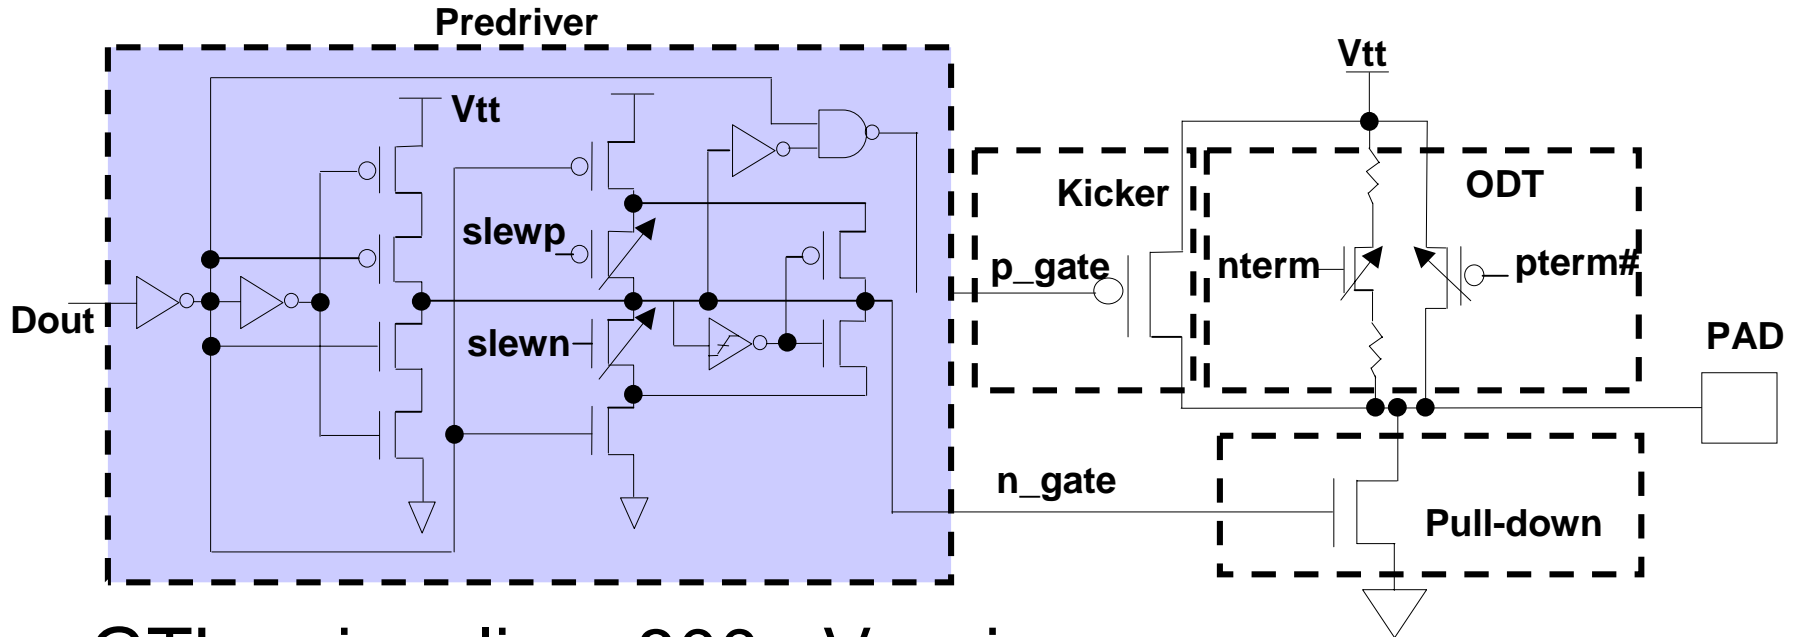 Predriver
Vtt
Vtt
Kicker
ODT
slewp
p_gate
nterm
pterm#
Dout
slewn
PAD
n_gate
Pull-down